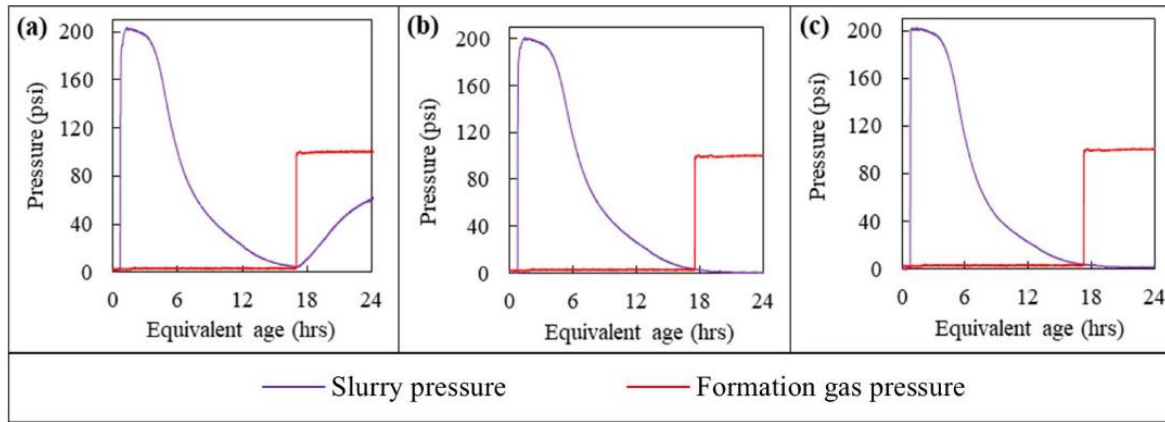 (a)
200
160
120
80
40
0
Pressure (psi)
0 6 12 18 24
Equivalent age (hrs)
(b)
200
160
120
80
40
0
Pressure (psi)
0 6 12 18 24
Equivalent age (hrs)
(c)
200
160
120
80
40
0
Pressure (psi)
0 6 12 18 24
Equivalent age (hrs)
Slurry pressure
Formation gas pressure